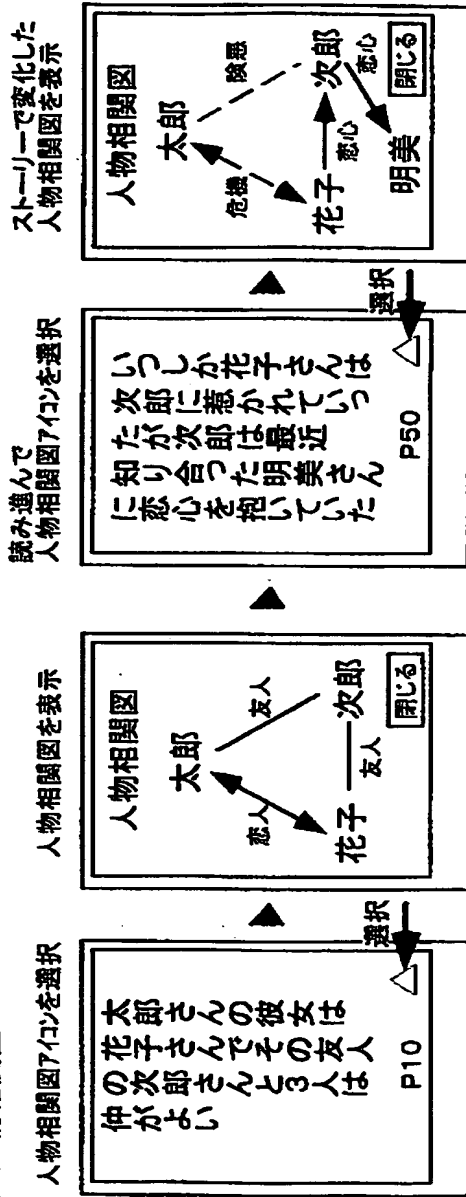 人物相関図アイコンを選択
太郎さんの彼女は
花子さんでその友人
の次郎さんと3人は
仲がよい
P10
選択
人物相関図を表示
人物相関図
太郎
恋人
友人
花子
友人
次郎
閉じる
読み進んで
人物相関図アイコンを選択
いつしか花子さんは
次郎に惹かれていっ
たが次郎は最近
知り合った明美さん
に恋心を抱いていた
P50
選択
ストーリーで変化した
人物相関図を表示
人物相関図
太郎
危機
険悪
花子
恋心
次郎
恋心
明美
閉じる